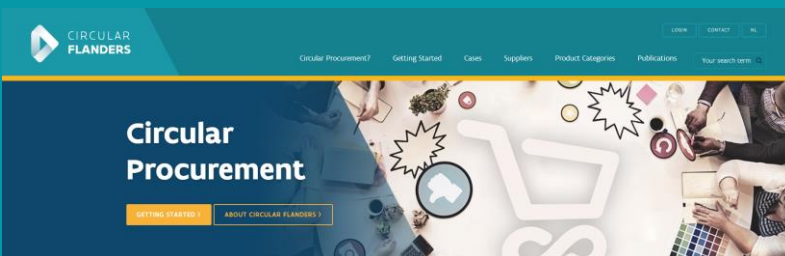 CIRCULAR
FLANDERS
LOGIN CONTACT NL
Circular Procurement? Getting Started Cases Suppliers Product Categories Publications Your search term
Circular
Procurement
GETTING STARTED >
ABOUT CIRCULAR FLANDERS >